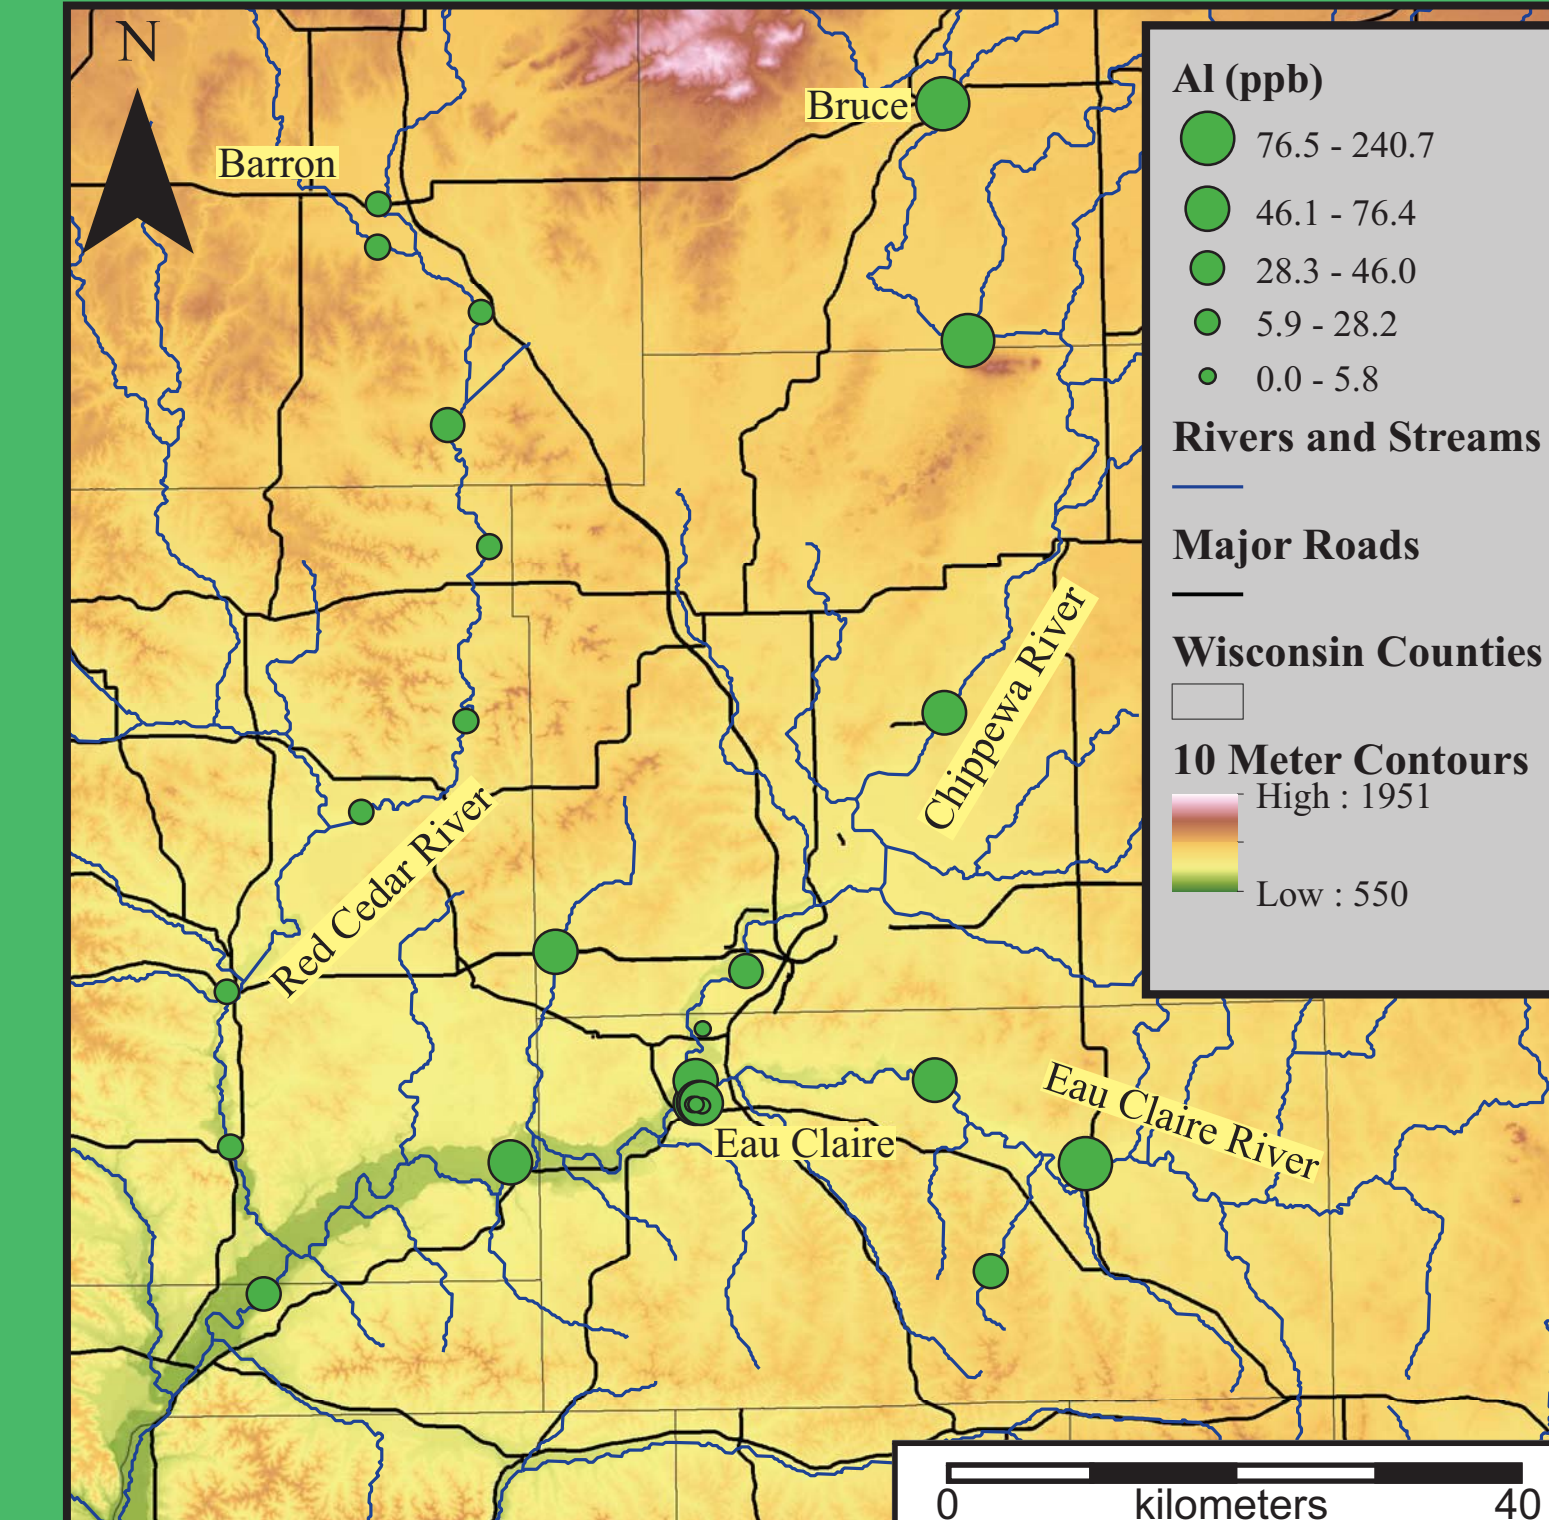 N
Bruce
Barron
Chippewa River
Red Cedar River
Eau Claire
Eau Claire River
Al (ppb)
76.5 - 240.7
46.1 - 76.4
28.3 - 46.0
5.9 - 28.2
0.0 - 5.8
Rivers and Streams
Major Roads
Wisconsin Counties
10 Meter Contours
High : 1951
Low : 550
0 kilometers 40